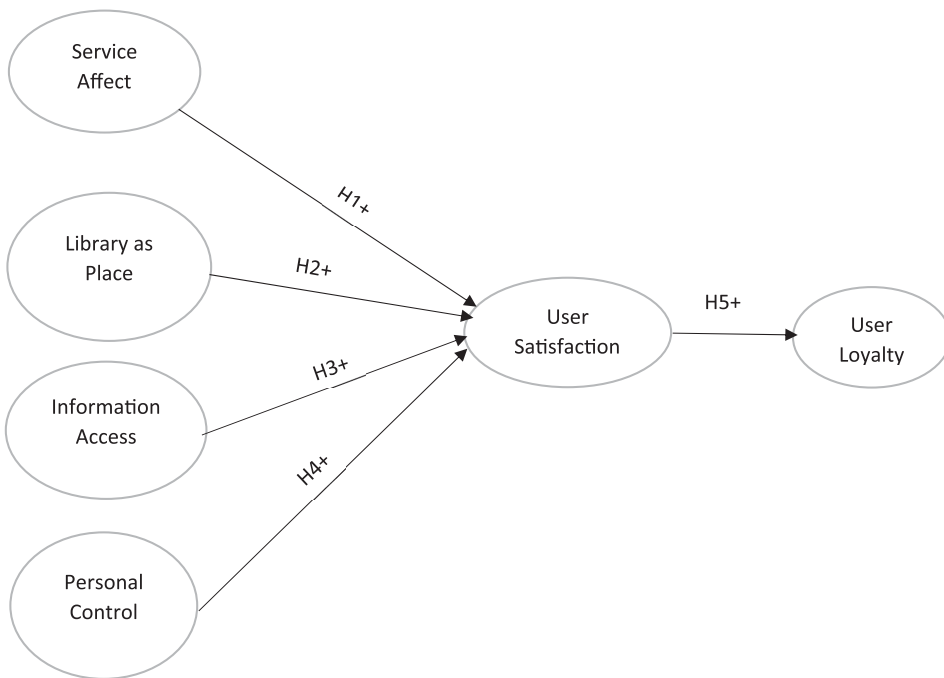 Service
Affect
H1+
Library as
Place
H2+
User
Satisfaction
H5+
User
Loyalty
Information
Access
H3+
H4+
Personal
Control